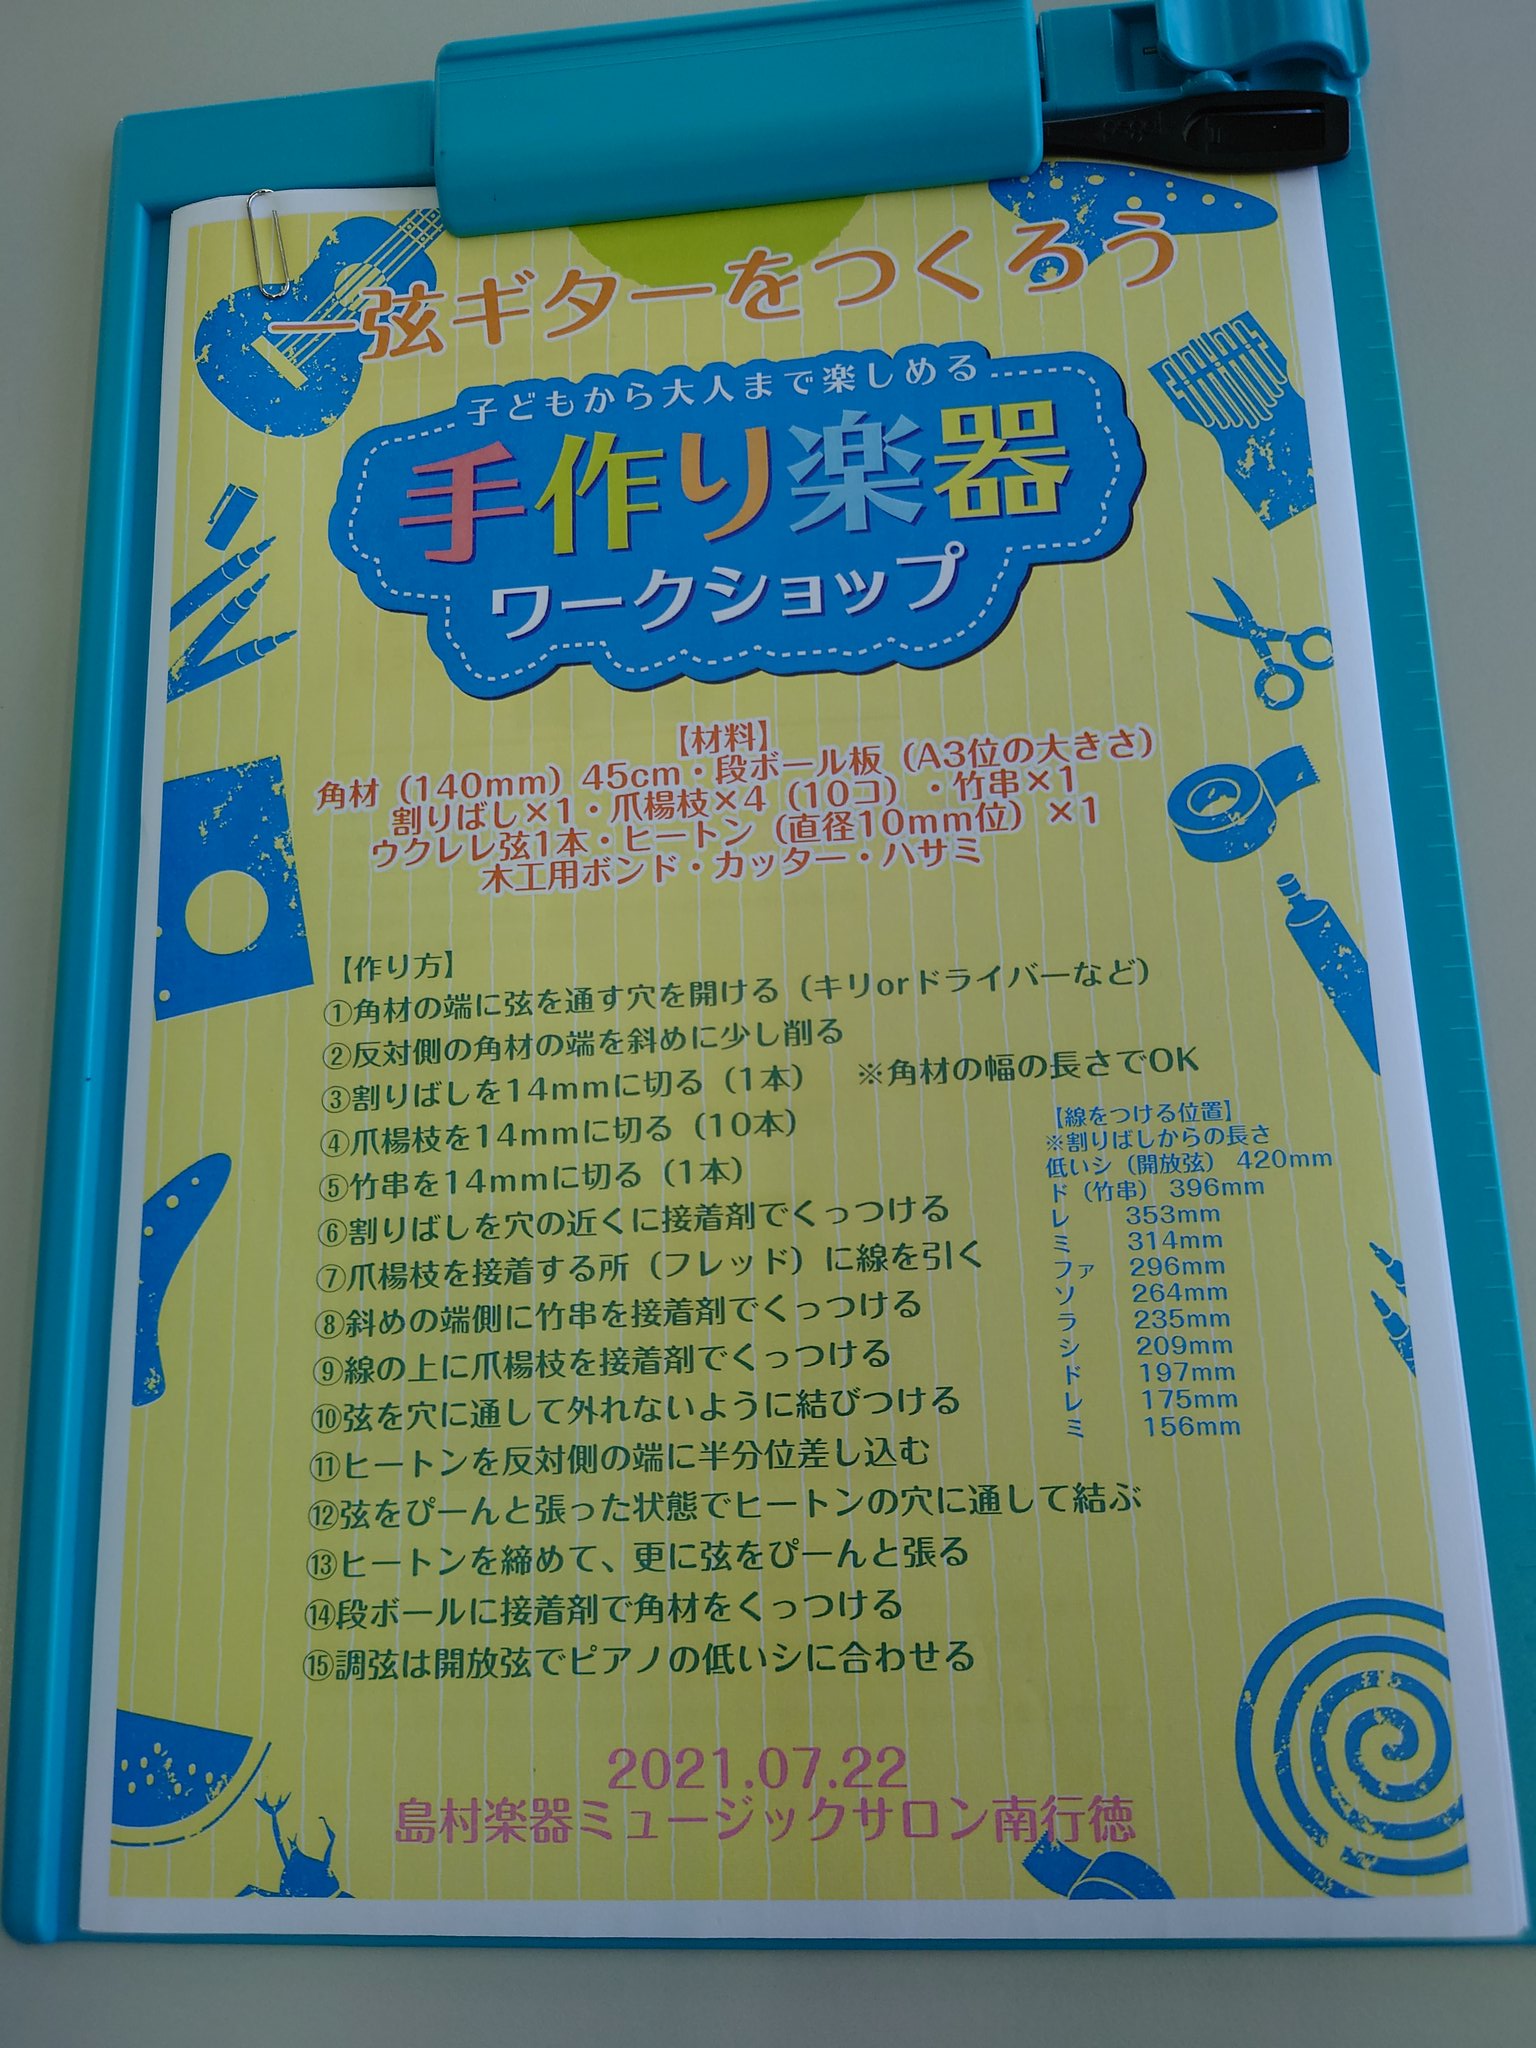 一弦ギターをつくろう
子どもから大人まで楽しめる
手作り楽器
ワークショップ
【材料】
角材（140mm）45cm・段ボール板（A3位の大きさ）
割りばし×1・爪楊枝×4（10コ）・竹串×1
ウクレレ弦1本・ヒートン（直径10mm位）×1
木工用ボンド・カッター・ハサミ
【作り方】
①角材の端に弦を通す穴を開ける（キリorドライバーなど）
②反対側の角材の端を斜めに少し削る
③割りばしを14mmに切る（1本）　※角材の幅の長さでOK
④爪楊枝を14mmに切る（10本）
⑤竹串を14mmに切る（1本）
⑥割りばしを穴の近くに接着剤でくっつける
⑦爪楊枝を接着する所（フレッド）に線を引く
⑧斜めの端側に竹串を接着剤でくっつける
⑨線の上に爪楊枝を接着剤でくっつける
⑩弦を穴に通して外れないように結びつける
⑪ヒートンを反対側の端に半分位差し込む
⑫弦をぴーんと張った状態でヒートンの穴に通して結ぶ
⑬ヒートンを締めて、更に弦をぴーんと張る
⑭段ボールに接着剤で角材をくっつける
⑮調弦は開放弦でピアノの低いシに合わせる
【線をつける位置】
※割りばしからの長さ
低いシ（開放弦） 420mm
ド（竹串） 396mm
レ 353mm
ミ 314mm
ファ 296mm
ソ 264mm
ラ 235mm
シ 209mm
ド 197mm
レ 175mm
ミ 156mm
2021.07.22
島村楽器ミュージックサロン南行徳